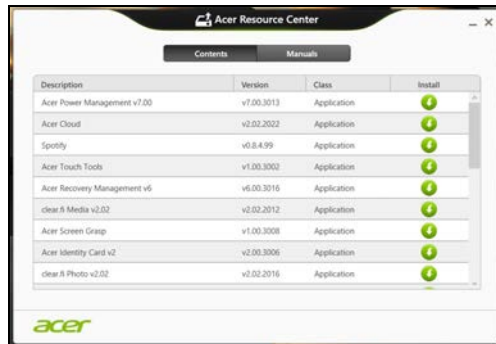 Acer Resource Center
Contents Manuals
Description Version Class Install
Acer Power Management v7.00 v7.00.3013 Application
Acer Cloud v2.02.2022 Application
Spotify v0.8.4.99 Application
Acer Touch Tools v1.00.3002 Application
Acer Recovery Management v6 v6.00.3016 Application
clear.fi Media v2.02 v2.02.2012 Application
Acer Screen Grasp v1.00.3008 Application
Acer Identity Card v2 v2.00.3006 Application
clear.fi Photo v2.02 v2.02.2016 Application
acer